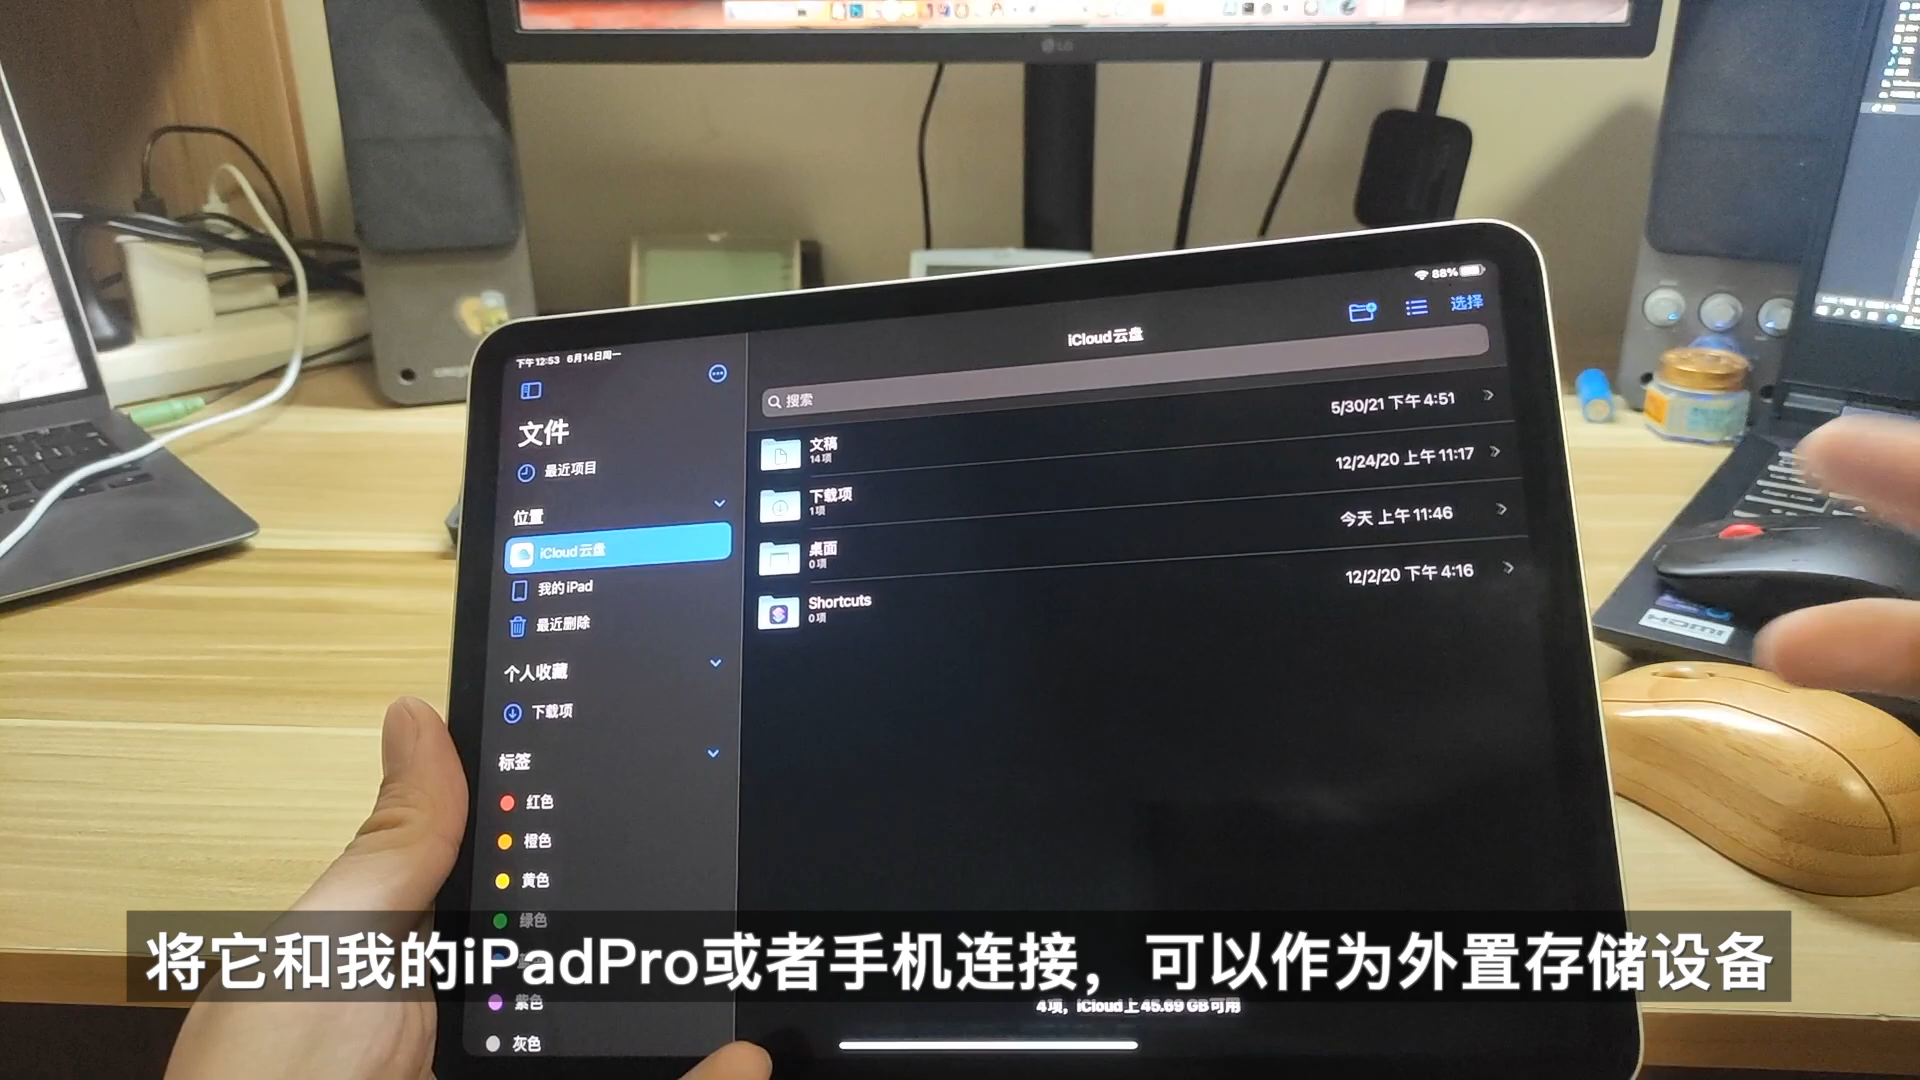 LG
下午12:53 6月14日周一
88%
选择
iCloud云盘
搜索
文件
最近项目
位置
iCloud云盘
我的iPad
最近删除
个人收藏
下载项
标签
红色
橙色
黄色
绿色
紫色
灰色
文稿
14项
5/30/21 下午4:51
下载项
1项
12/24/20 上午11:17
桌面
0项
今天 上午11:46
Shortcuts
0项
12/2/20 下午4:16
HDMI
将它和我的iPadPro或者手机连接，可以作为外置存储设备
4项，iCloud上45.69 GB可用